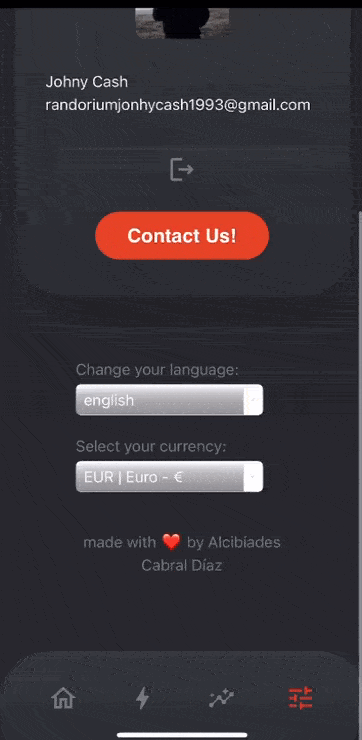 Johny Cash
randoriumjonhycash1993@gmail.com
Contact Us!
Change your language:
english
Select your currency:
EUR | Euro - €
made with ❤️ by Alcibíades
Cabral Díaz